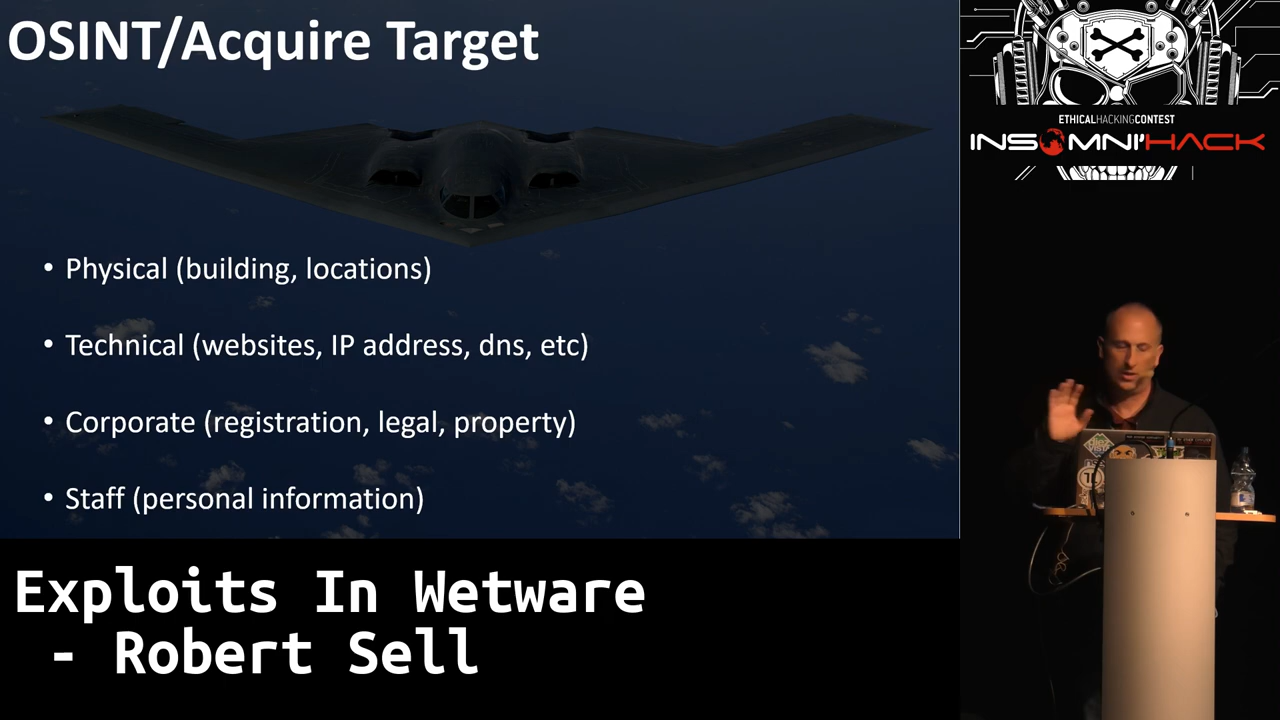 OSINT/Acquire Target
• Physical (building, locations)
• Technical (websites, IP address, dns, etc)
• Corporate (registration, legal, property)
• Staff (personal information)
Exploits In Wetware
- Robert Sell
ETHICALHACKINGCONTEST
INSOMNI'HACK